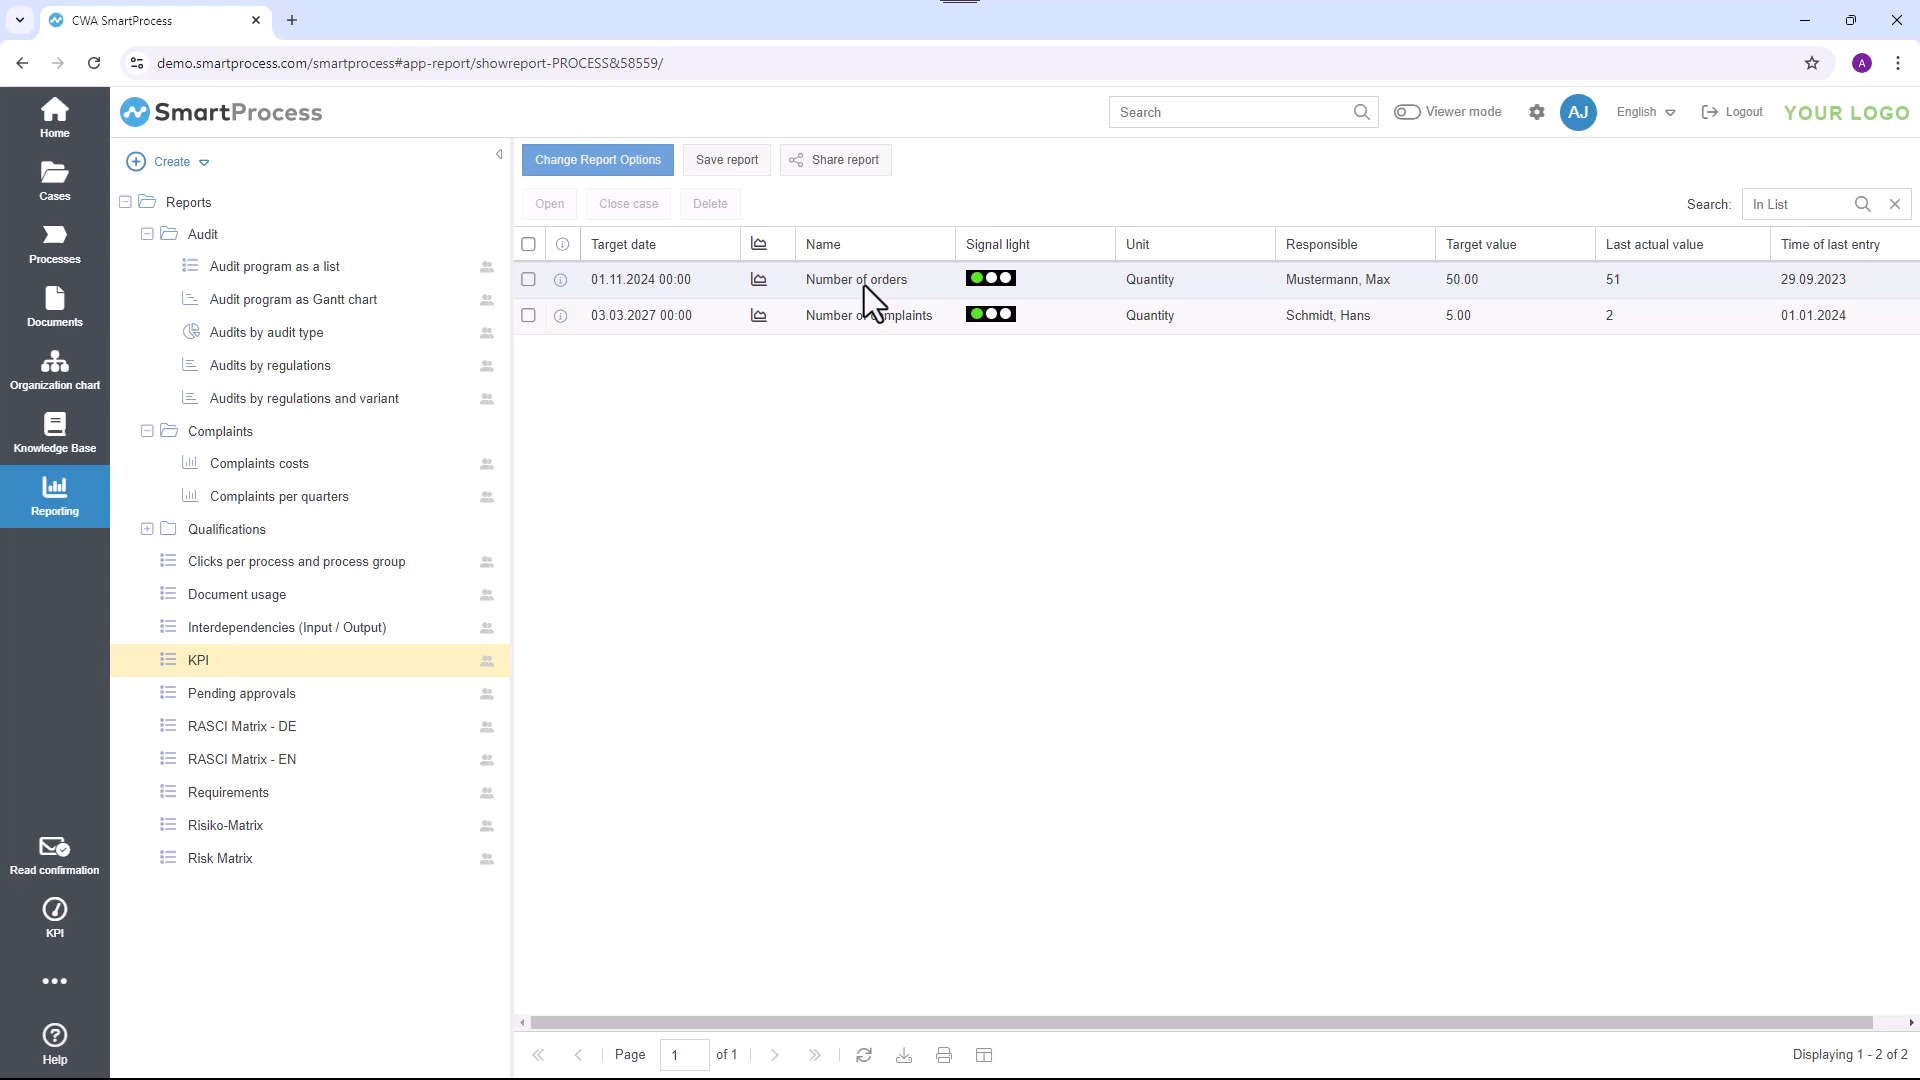 CWA SmartProcess
demo.smartprocess.com/smartprocess#app-report/showreport-PROCESS&58559/
A
Home
Cases
Processes
Documents
Organization chart
Knowledge Base
Reporting
Read confirmation
KPI
Help
SmartProcess
Search
Viewer mode
AJ
English
Logout
YOUR LOGO
Create
Reports
Audit
Audit program as a list
Audit program as Gantt chart
Audits by audit type
Audits by regulations
Audits by regulations and variant
Complaints
Complaints costs
Complaints per quarters
Qualifications
Clicks per process and process group
Document usage
Interdependencies (Input / Output)
KPI
Pending approvals
RASCI Matrix - DE
RASCI Matrix - EN
Requirements
Risiko-Matrix
Risk Matrix
Change Report Options Save report Share report
Open Close case Delete
Search: In List
Target date Name Signal light Unit Responsible Target value Last actual value Time of last entry
01.11.2024 00:00 Number of orders Quantity Mustermann, Max 50.00 51 29.09.2023
03.03.2027 00:00 Number Quantity Schmidt, Hans 5.00 2 01.01.2024
Page 1 of 1
Displaying 1 - 2 of 2